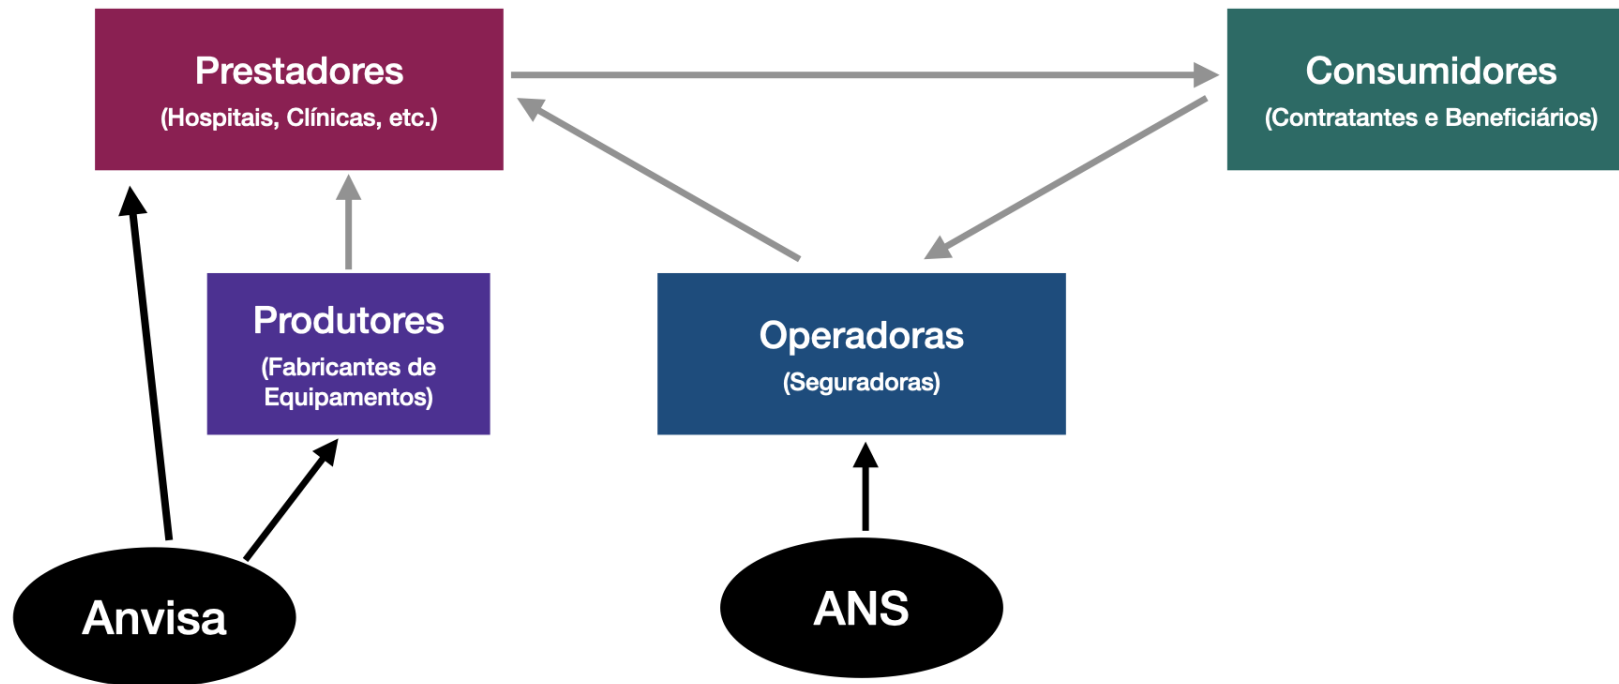 Prestadores
(Hospitais, Clínicas, etc.)
Consumidores
(Contratantes e Beneficiários)
Produtores
(Fabricantes de
Equipamentos)
Operadoras
(Seguradoras)
Anvisa
ANS